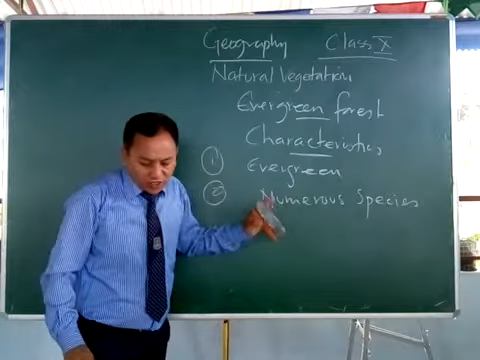 Geography Class X
Natural Vegetation
Evergreen forest
Characteristics
① Evergreen
② Numerous Species